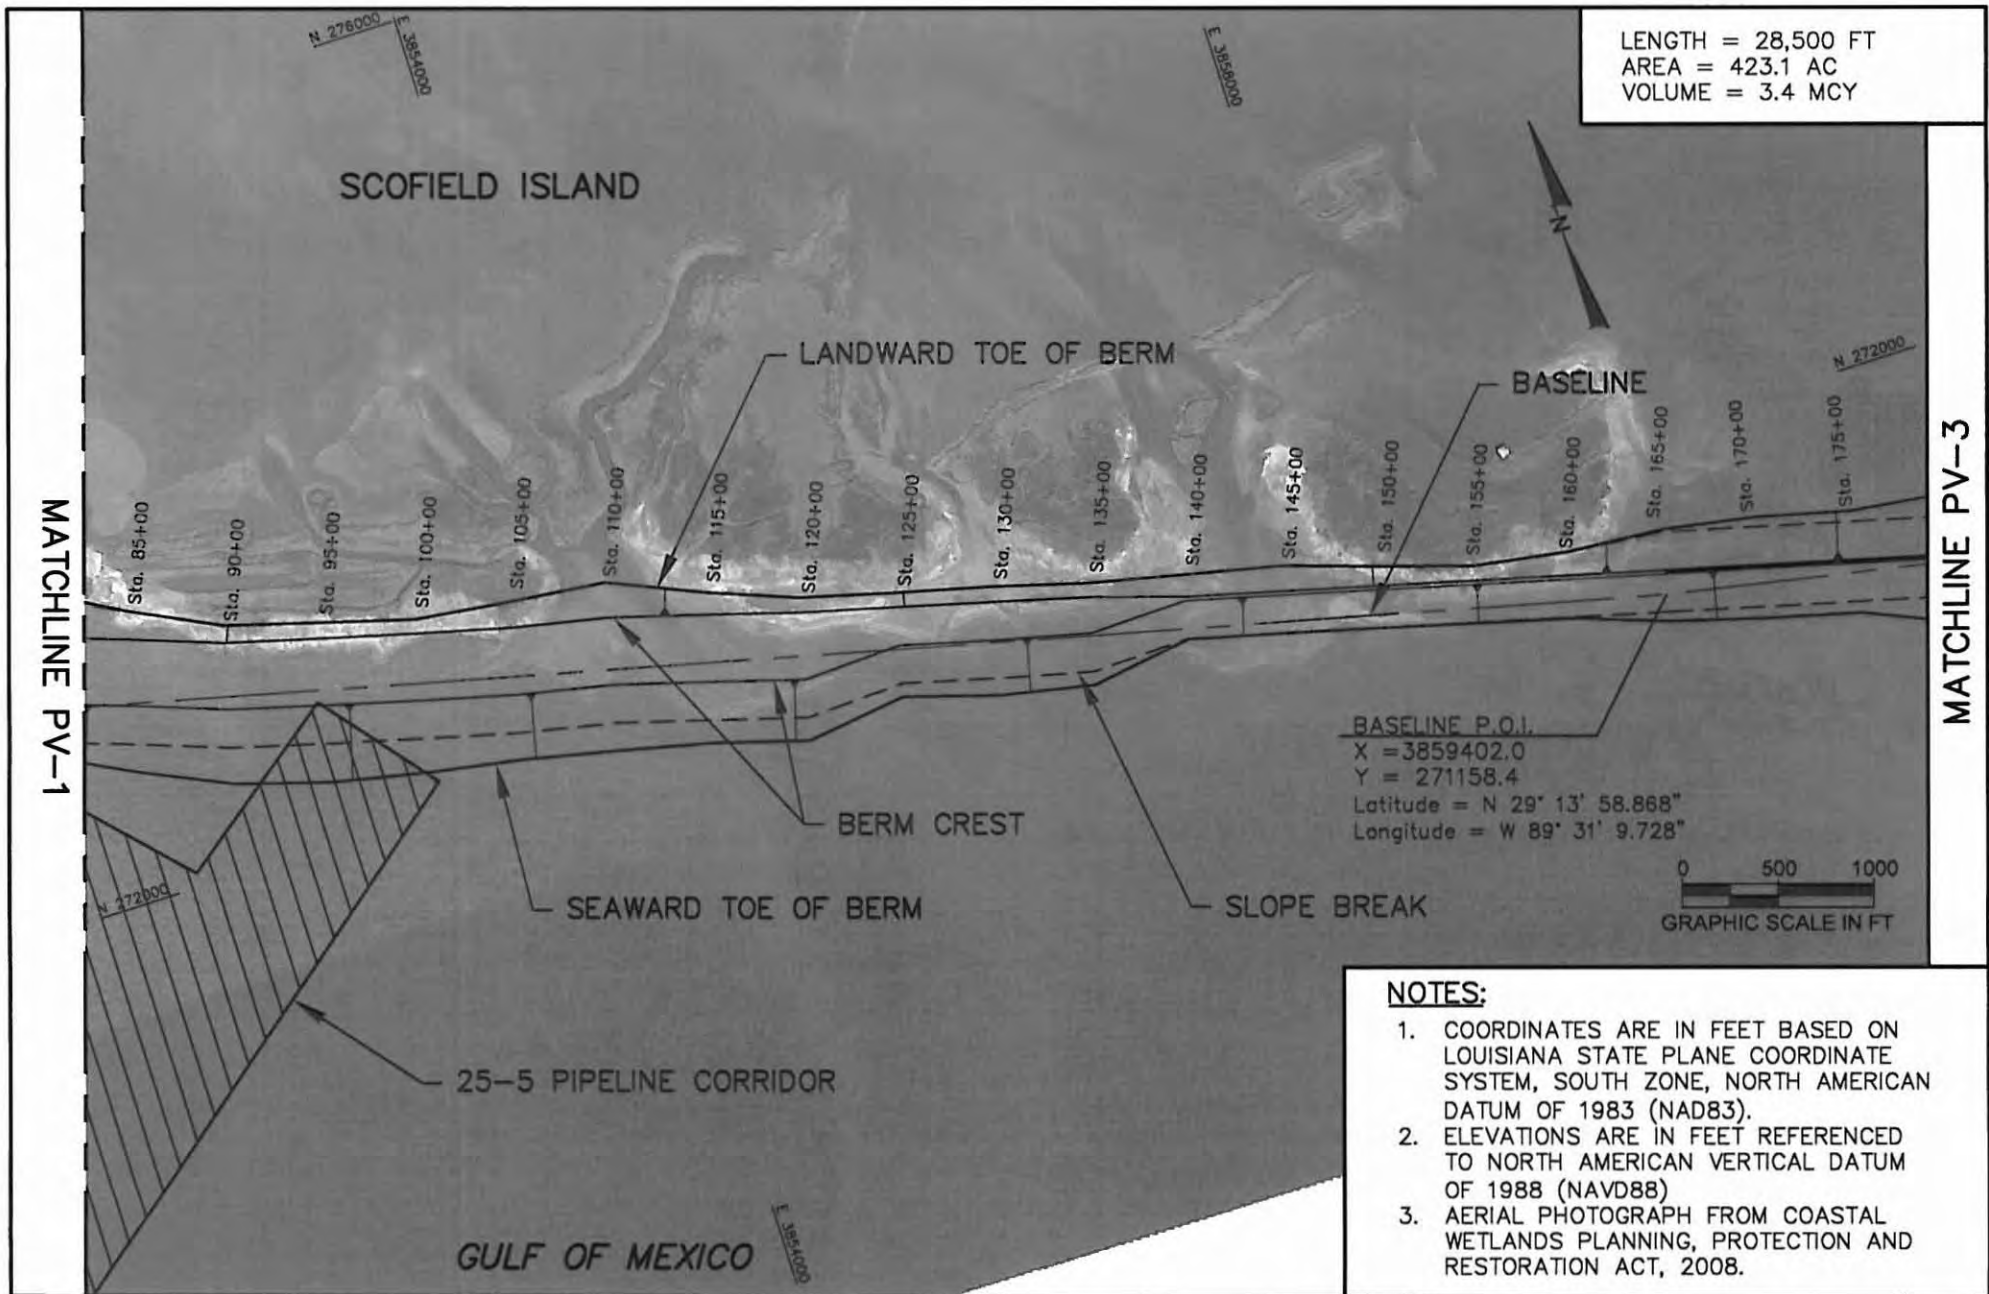 N 276000
E 3854000
E 3858000
LENGTH = 28,500 FT
AREA = 423.1 AC
VOLUME = 3.4 MCY
SCOFIELD ISLAND
N
LANDWARD TOE OF BERM
BASELINE
N 272000
MATCHLINE PV-1
MATCHLINE PV-3
Sta. 85+00
Sta. 90+00
Sta. 95+00
Sta. 100+00
Sta. 105+00
Sta. 110+00
Sta. 115+00
Sta. 120+00
Sta. 125+00
Sta. 130+00
Sta. 135+00
Sta. 140+00
Sta. 145+00
Sta. 150+00
Sta. 155+00
Sta. 160+00
Sta. 165+00
Sta. 170+00
Sta. 175+00
BASELINE P.O.I.
X =3859402.0
Y = 271158.4
Latitude = N 29° 13' 58.868"
Longitude = W 89° 31' 9.728"
BERM CREST
SEAWARD TOE OF BERM
SLOPE BREAK
0 500 1000
GRAPHIC SCALE IN FT
N 272000
25-5 PIPELINE CORRIDOR
E 3854000
GULF OF MEXICO
NOTES:
1. COORDINATES ARE IN FEET BASED ON
LOUISIANA STATE PLANE COORDINATE
SYSTEM, SOUTH ZONE, NORTH AMERICAN
DATUM OF 1983 (NAD83).
2. ELEVATIONS ARE IN FEET REFERENCED
TO NORTH AMERICAN VERTICAL DATUM
OF 1988 (NAVD88)
3. AERIAL PHOTOGRAPH FROM COASTAL
WETLANDS PLANNING, PROTECTION AND
RESTORATION ACT, 2008.